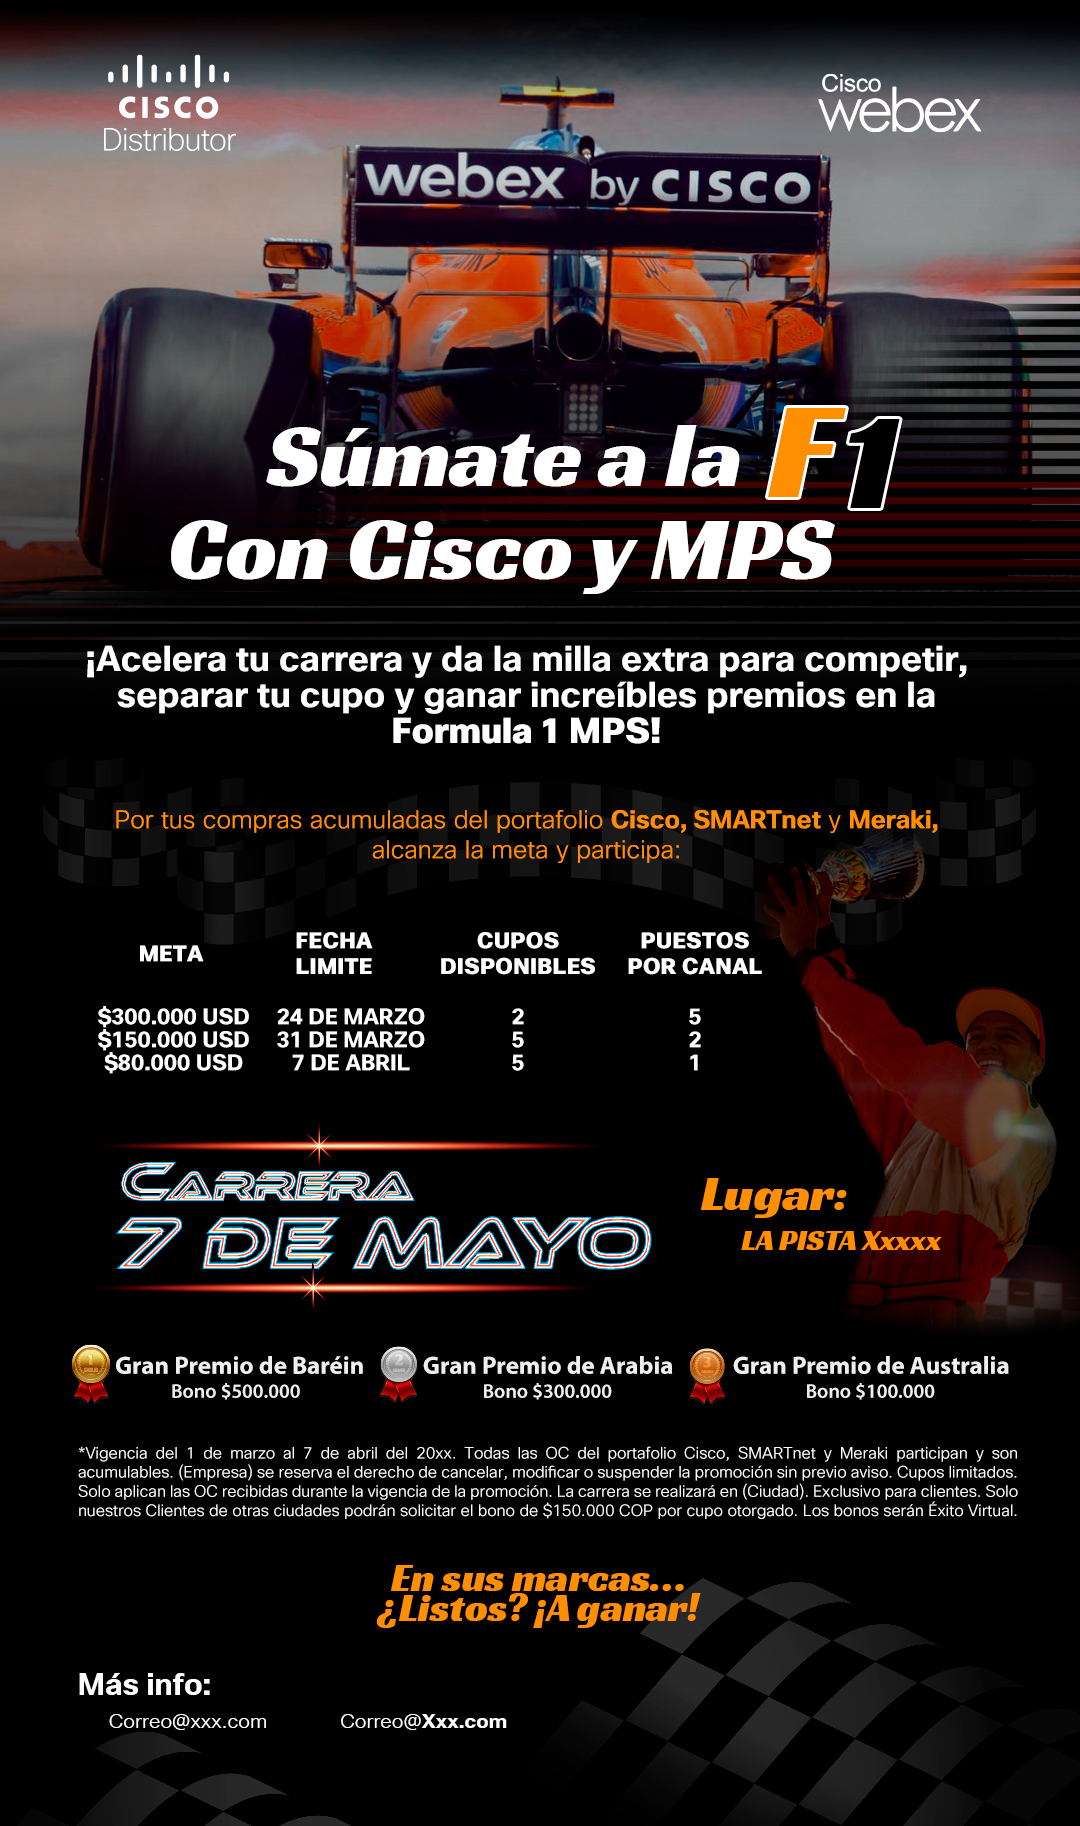 CISCO
Distributor
Cisco
webex
webex by CISCO
Súmate a la F1
Con Cisco y MPS
¡Acelera tu carrera y da la milla extra para competir,
separar tu cupo y ganar increíbles premios en la
Formula 1 MPS!
Por tus compras acumuladas del portafolio Cisco, SMARTnet y Meraki,
alcanza la meta y participa:
META FECHA LIMITE CUPOS DISPONIBLES PUESTOS POR CANAL
$300.000 USD 24 DE MARZO 2 5
$150.000 USD 31 DE MARZO 5 2
$80.000 USD 7 DE ABRIL 5 1
CARRERA
7 DE MAYO
Lugar:
LA PISTA Xxxxx
1 Gran Premio de Baréin
Bono $500.000
2 Gran Premio de Arabia
Bono $300.000
3 Gran Premio de Australia
Bono $100.000
*Vigencia del 1 de marzo al 7 de abril del 20xx. Todas las OC del portafolio Cisco, SMARTnet y Meraki participan y son
acumulables. (Empresa) se reserva el derecho de cancelar, modificar o suspender la promoción sin previo aviso. Cupos limitados.
Solo aplican las OC recibidas durante la vigencia de la promoción. La carrera se realizará en (Ciudad). Exclusivo para clientes. Solo
nuestros Clientes de otras ciudades podrán solicitar el bono de $150.000 COP por cupo otorgado. Los bonos serán Éxito Virtual.
En sus marcas...
¿Listos? ¡A ganar!
Más info:
Correo@xxx.com Correo@Xxx.com